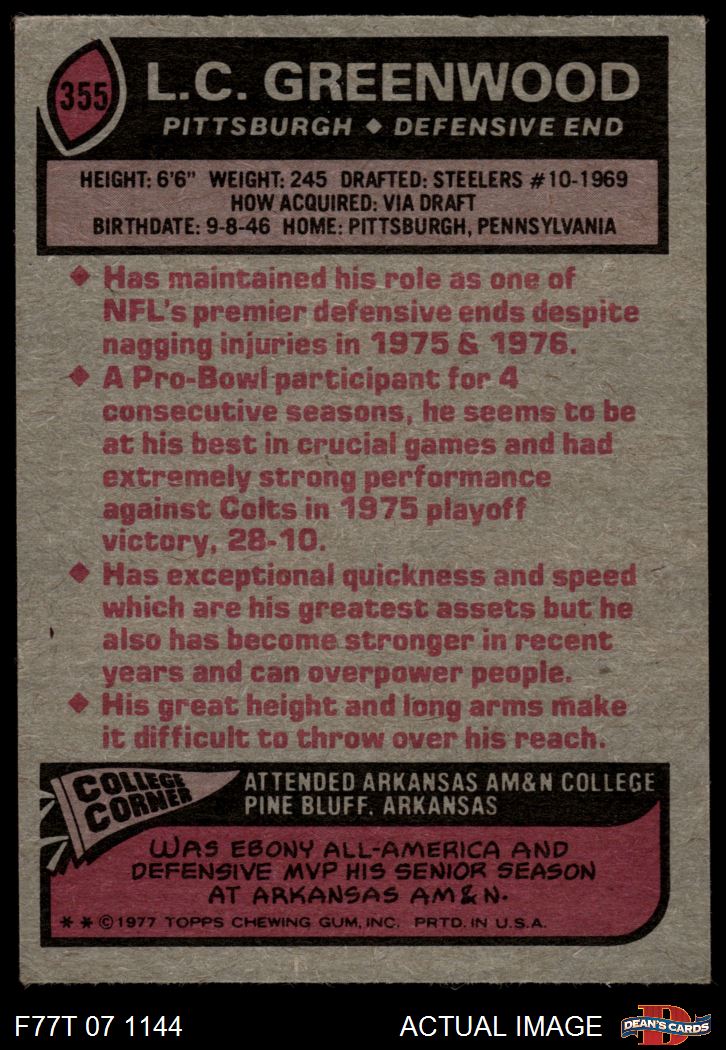 355
L.C. GREENWOOD
PITTSBURGH ◆ DEFENSIVE END
HEIGHT: 6'6" WEIGHT: 245 DRAFTED: STEELERS #10-1969
HOW ACQUIRED: VIA DRAFT
BIRTHDATE: 9-8-46 HOME: PITTSBURGH, PENNSYLVANIA
◆ Has maintained his role as one of
NFL's premier defensive ends despite
nagging injuries in 1975 & 1976.
◆ A Pro-Bowl participant for 4
consecutive seasons, he seems to be
at his best in crucial games and had
extremely strong performance
against Colts in 1975 playoff
victory, 28-10.
◆ Has exceptional quickness and speed
which are his greatest assets but he
also has become stronger in recent
years and can overpower people.
◆ His great height and long arms make
it difficult to throw over his reach.
COLLEGE
CORNER
ATTENDED ARKANSAS AM&N COLLEGE
PINE BLUFF, ARKANSAS
WAS EBONY ALL-AMERICA AND
DEFENSIVE MVP HIS SENIOR SEASON
AT ARKANSAS AM&N.
* * © 1977 TOPPS CHEWING GUM, INC. PRTD. IN U.S.A.
F77T 07 1144
ACTUAL IMAGE
D
DEAN'S CARDS